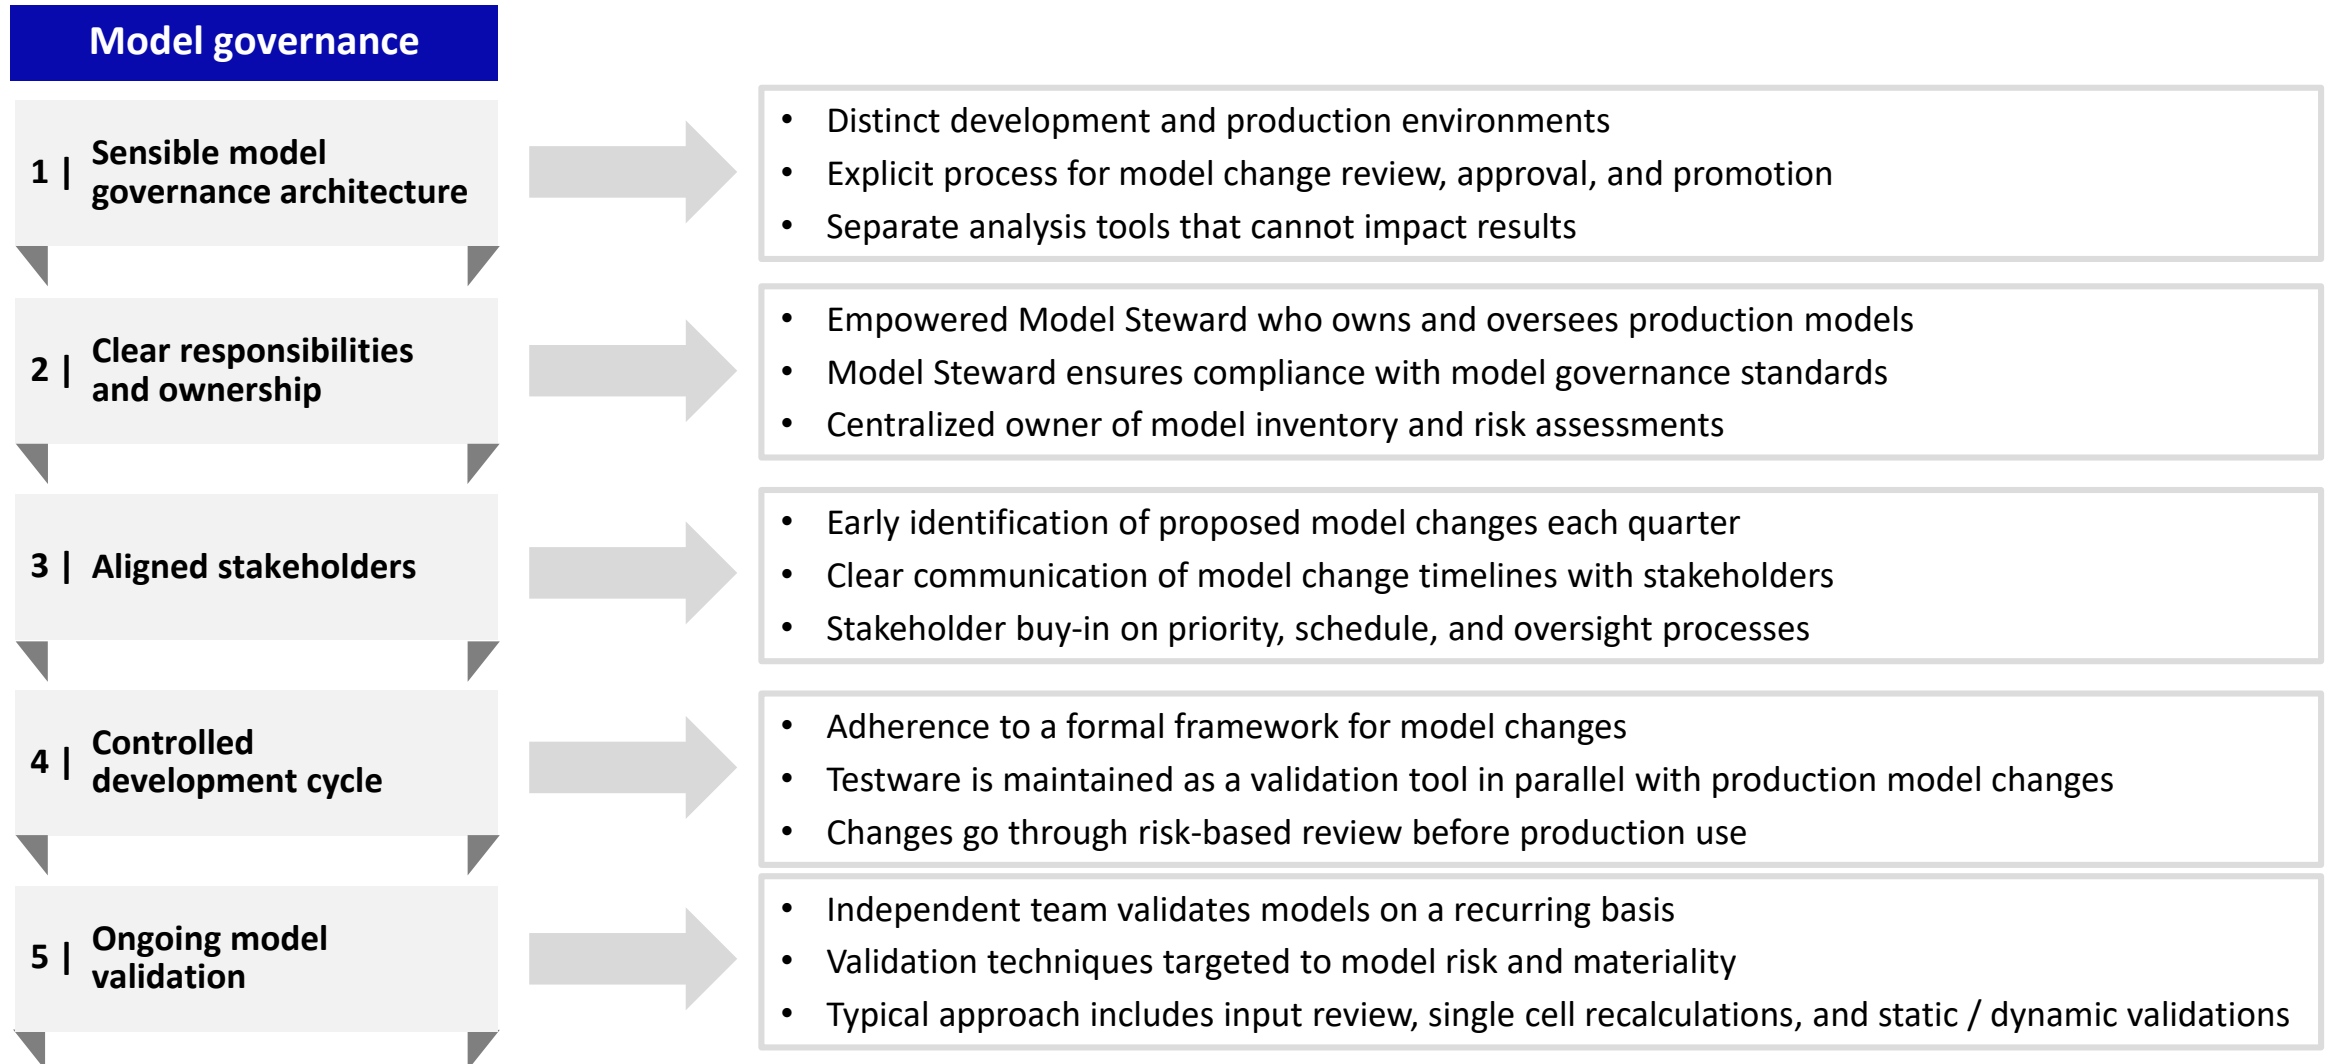 Model governance
1 | Sensible model
governance architecture
• Distinct development and production environments
• Explicit process for model change review, approval, and promotion
• Separate analysis tools that cannot impact results
2 | Clear responsibilities
and ownership
• Empowered Model Steward who owns and oversees production models
• Model Steward ensures compliance with model governance standards
• Centralized owner of model inventory and risk assessments
3 | Aligned stakeholders
• Early identification of proposed model changes each quarter
• Clear communication of model change timelines with stakeholders
• Stakeholder buy-in on priority, schedule, and oversight processes
4 | Controlled
development cycle
• Adherence to a formal framework for model changes
• Testware is maintained as a validation tool in parallel with production model changes
• Changes go through risk-based review before production use
5 | Ongoing model
validation
• Independent team validates models on a recurring basis
• Validation techniques targeted to model risk and materiality
• Typical approach includes input review, single cell recalculations, and static / dynamic validations